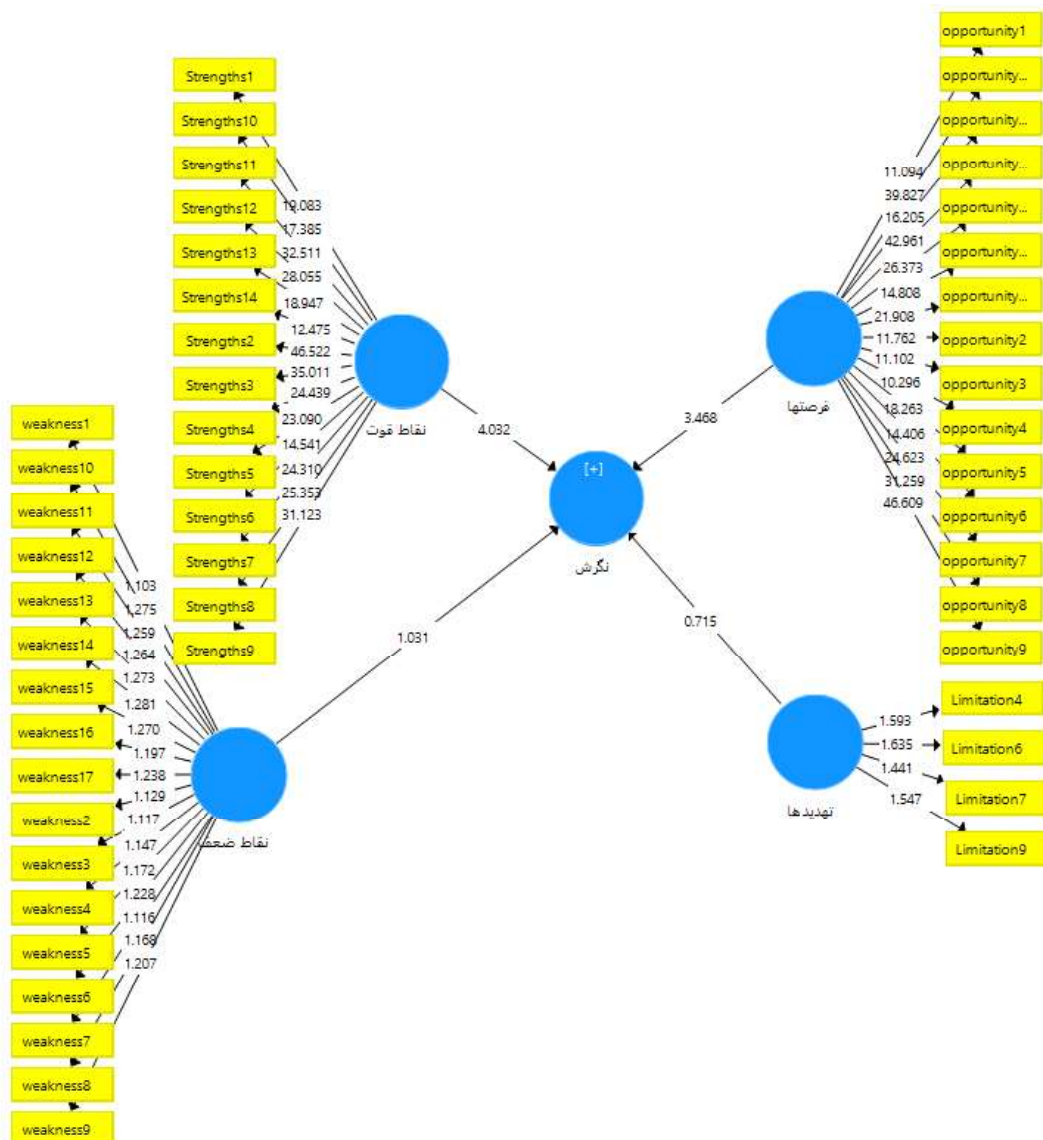 Strengths1
Strengths10
Strengths11
Strengths12
Strengths13
Strengths14
Strengths2
Strengths3
Strengths4
Strengths5
Strengths6
Strengths7
Strengths8
Strengths9
19.083
17.385
32.511
28.055
18.947
12.475
46.522
35.011
24.439
23.090
14.541
24.310
25.353
31.123
نقاط قوت
4.032
opportunity1
opportunity...
opportunity...
opportunity...
opportunity...
opportunity...
opportunity...
opportunity2
opportunity3
opportunity4
opportunity5
opportunity6
opportunity7
opportunity8
opportunity9
11.094
39.827
16.205
42.961
26.373
14.808
21.908
11.762
11.102
10.296
18.263
14.406
24.623
31.259
46.609
فرصتها
3.468
[+]
نگرش
weakness1
weakness10
weakness11
weakness12
weakness13
weakness14
weakness15
weakness16
weakness17
weakness2
weakness3
weakness4
weakness5
weakness6
weakness7
weakness8
weakness9
1.103
1.275
1.259
1.264
1.273
1.281
1.270
1.197
1.238
1.129
1.117
1.147
1.172
1.228
1.116
1.168
1.207
نقاط ضعف
1.031
0.715
تهدیدها
1.593
1.635
1.441
1.547
Limitation4
Limitation6
Limitation7
Limitation9